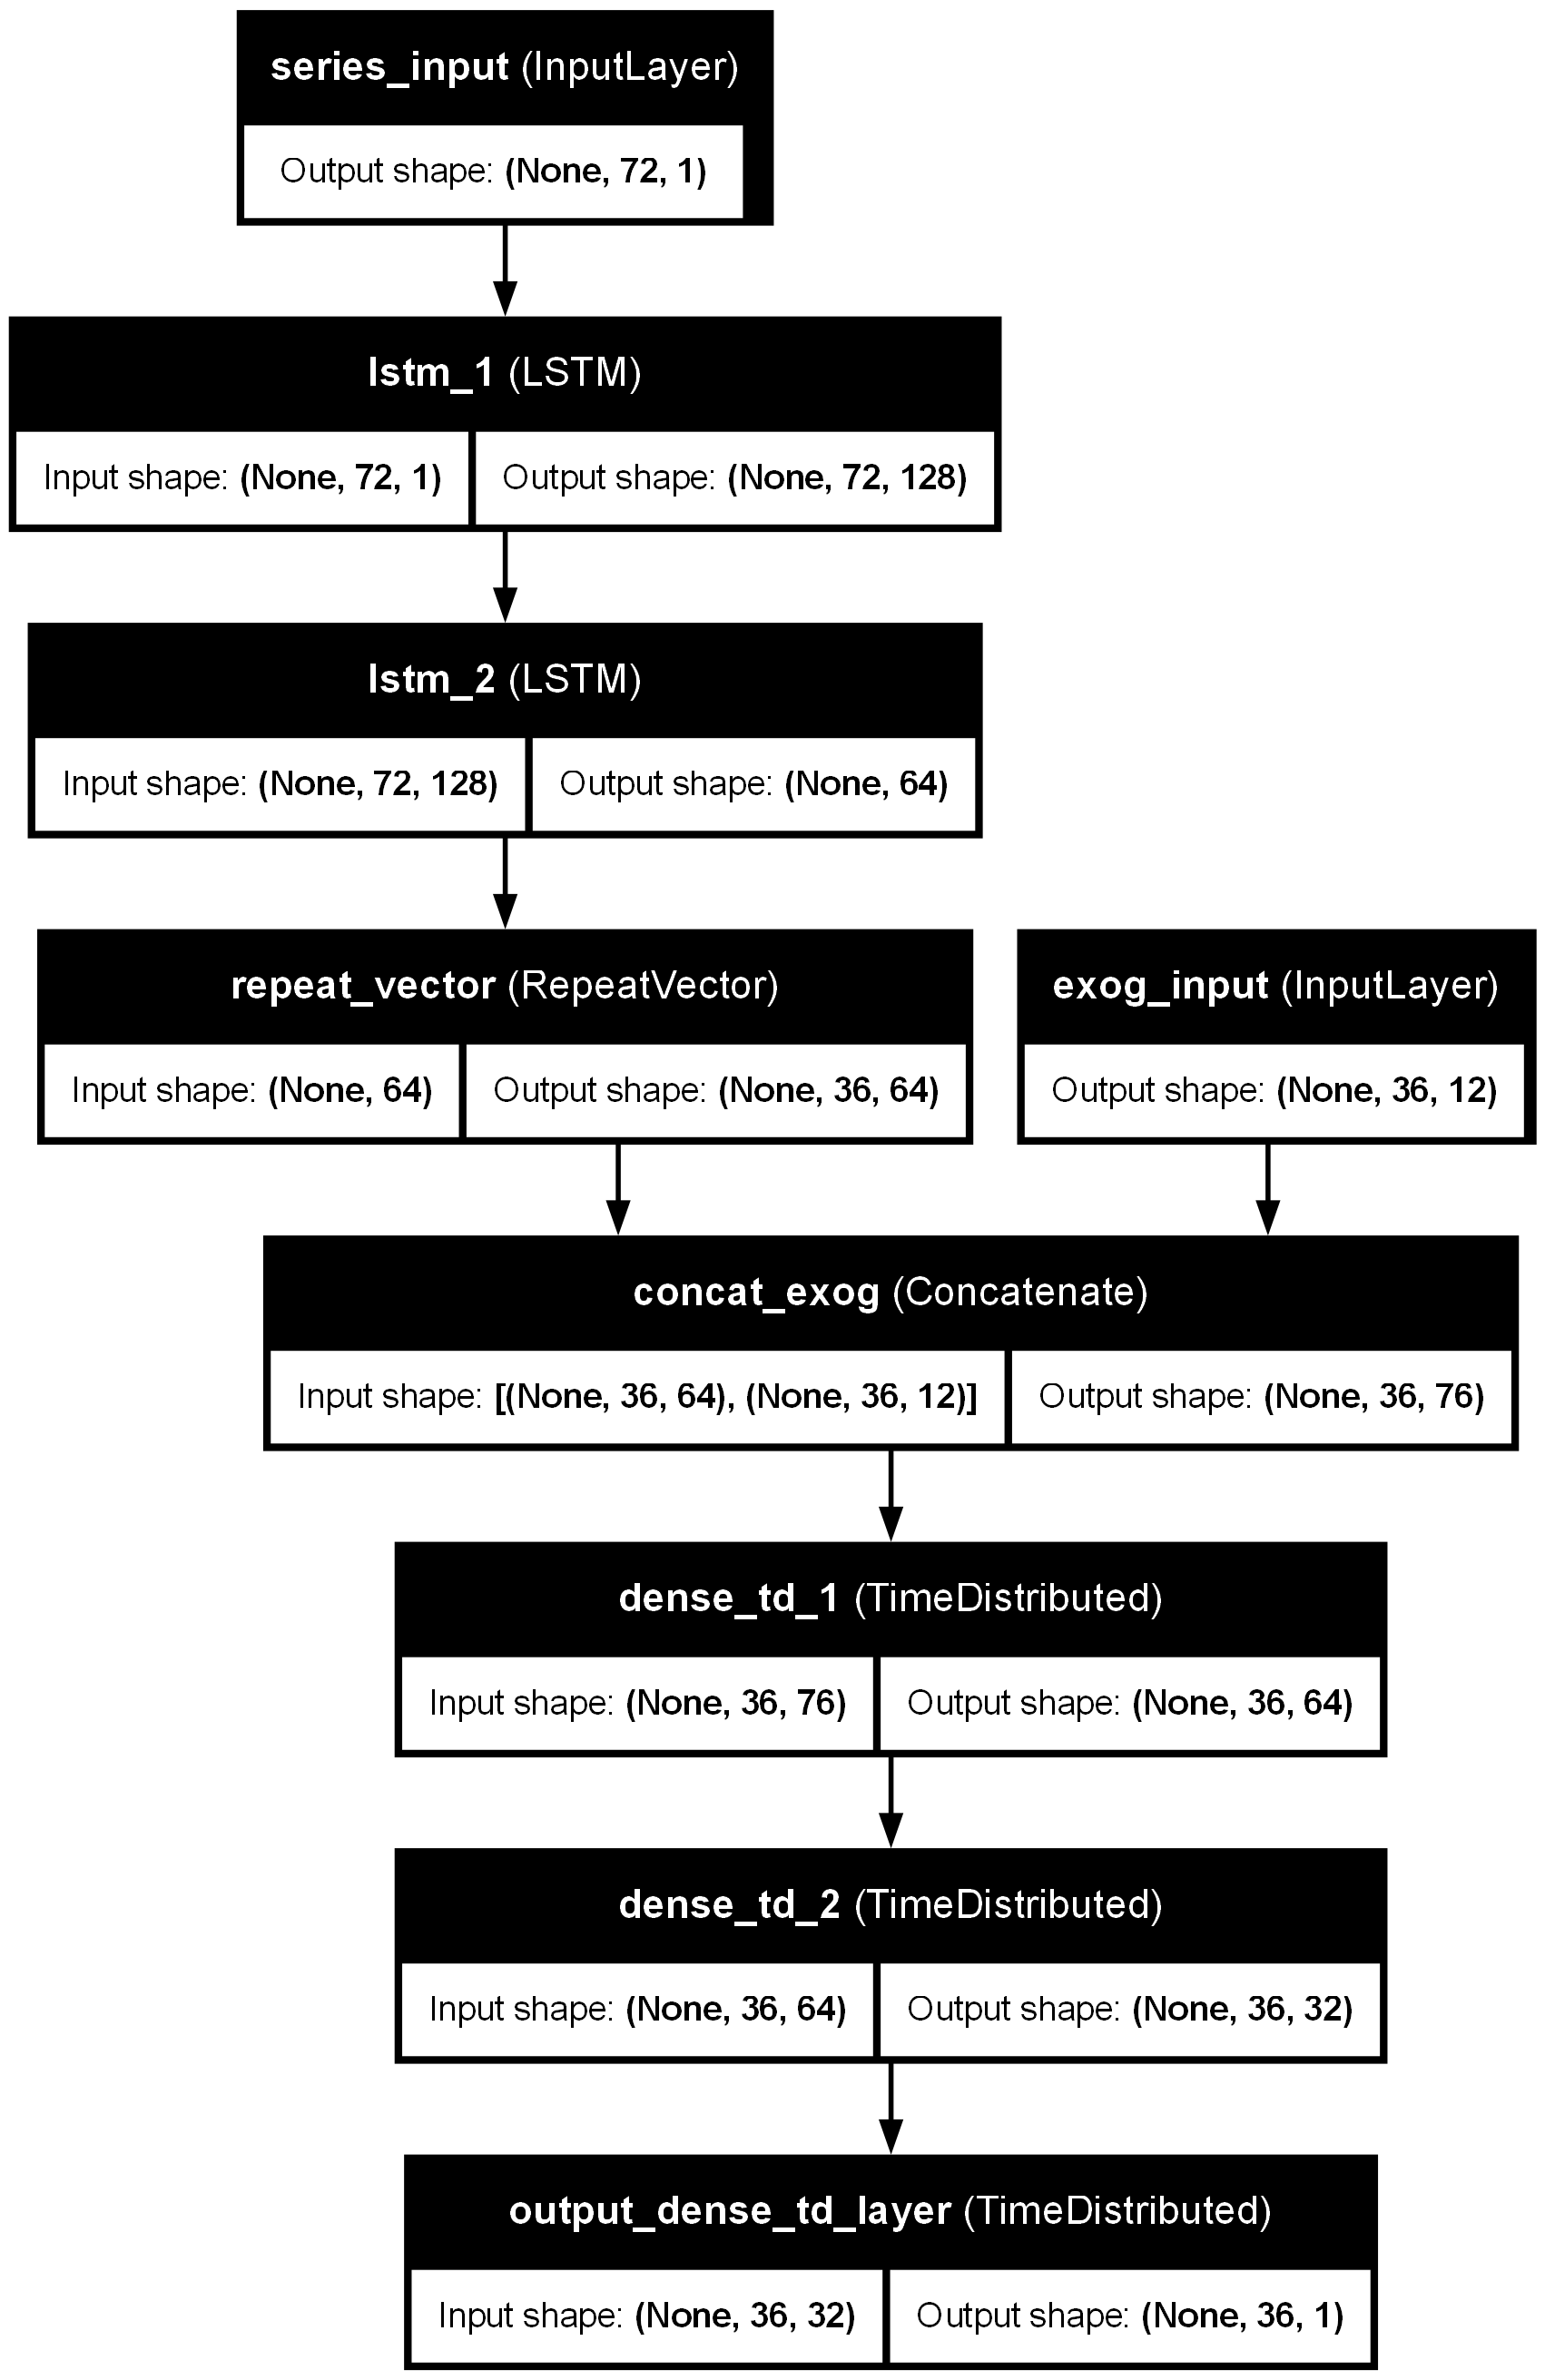 series_input (InputLayer)
Output shape: (None, 72, 1)
lstm_1 (LSTM)
Input shape: (None, 72, 1) Output shape: (None, 72, 128)
lstm_2 (LSTM)
Input shape: (None, 72, 128) Output shape: (None, 64)
repeat_vector (RepeatVector) exog_input (InputLayer)
Input shape: (None, 64) Output shape: (None, 36, 64) Output shape: (None, 36, 12)
concat_exog (Concatenate)
Input shape: [(None, 36, 64), (None, 36, 12)] Output shape: (None, 36, 76)
dense_td_1 (TimeDistributed)
Input shape: (None, 36, 76) Output shape: (None, 36, 64)
dense_td_2 (TimeDistributed)
Input shape: (None, 36, 64) Output shape: (None, 36, 32)
output_dense_td_layer (TimeDistributed)
Input shape: (None, 36, 32) Output shape: (None, 36, 1)